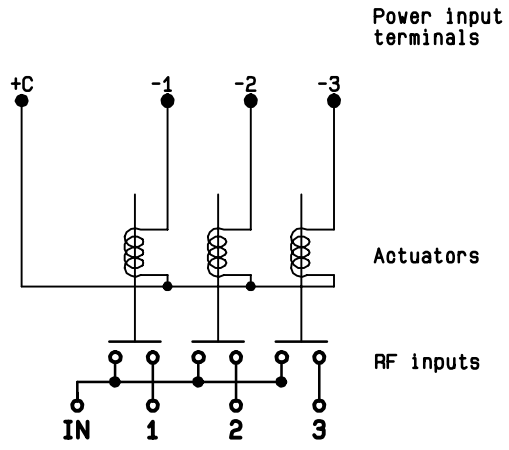 Power input
terminals
+C -1 -2 -3
Actuators
RF inputs
IN 1 2 3